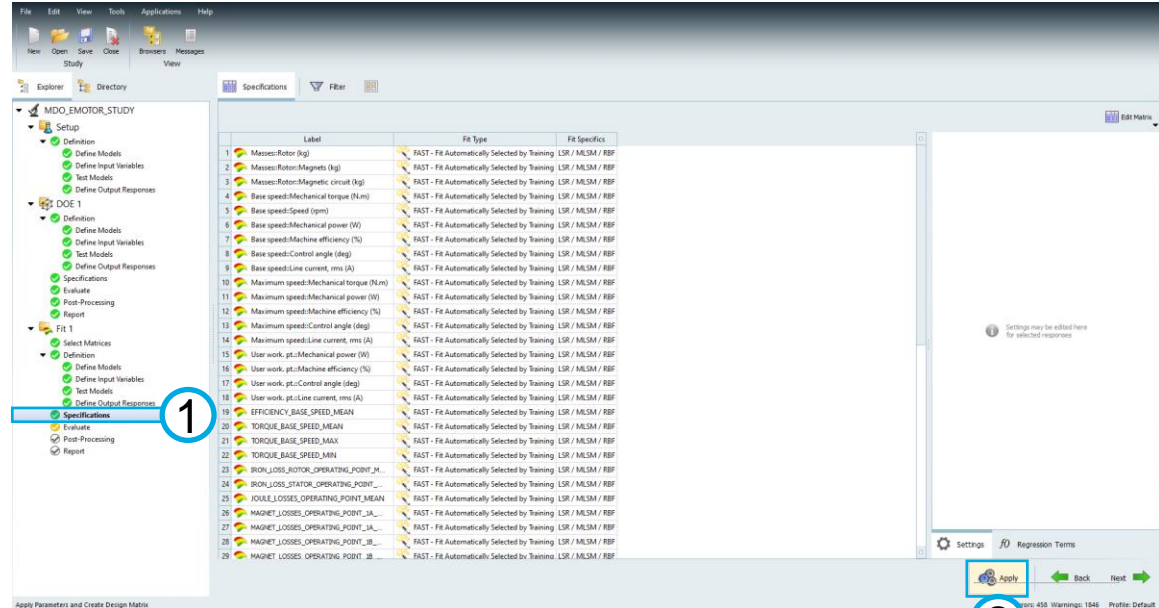 File Edit View Tools Applications Help
New Open Save Close Browsers Messages
Study View
Explorer Directory
Specifications Filter
MDO_EMOTOR_STUDY
Setup
Definition
Define Models
Define Input Variables
Test Models
Define Output Responses
DOE 1
Definition
Define Models
Define Input Variables
Test Models
Define Output Responses
Specifications
Evaluate
Post-Processing
Report
Fit 1
Select Matrices
Definition
Define Models
Define Input Variables
Test Models
Define Output Responses
Specifications
Evaluate
Post-Processing
Report
1
Edit Matrix
Label Fit Type Fit Specifics
1 Masses::Rotor (kg) FAST - Fit Automatically Selected by Training LSR / MLSM / RBF
2 Masses::Rotor::Magnets (kg) FAST - Fit Automatically Selected by Training LSR / MLSM / RBF
3 Masses::Rotor::Magnetic circuit (kg) FAST - Fit Automatically Selected by Training LSR / MLSM / RBF
4 Base speed::Mechanical torque (N.m) FAST - Fit Automatically Selected by Training LSR / MLSM / RBF
5 Base speed::Speed (rpm) FAST - Fit Automatically Selected by Training LSR / MLSM / RBF
6 Base speed::Mechanical power (W) FAST - Fit Automatically Selected by Training LSR / MLSM / RBF
7 Base speed::Machine efficiency (%) FAST - Fit Automatically Selected by Training LSR / MLSM / RBF
8 Base speed::Control angle (deg) FAST - Fit Automatically Selected by Training LSR / MLSM / RBF
9 Base speed::Line current, rms (A) FAST - Fit Automatically Selected by Training LSR / MLSM / RBF
10 Maximum speed::Mechanical torque (N.m) FAST - Fit Automatically Selected by Training LSR / MLSM / RBF
11 Maximum speed::Mechanical power (W) FAST - Fit Automatically Selected by Training LSR / MLSM / RBF
12 Maximum speed::Machine efficiency (%) FAST - Fit Automatically Selected by Training LSR / MLSM / RBF
13 Maximum speed::Control angle (deg) FAST - Fit Automatically Selected by Training LSR / MLSM / RBF
14 Maximum speed::Line current, rms (A) FAST - Fit Automatically Selected by Training LSR / MLSM / RBF
15 User work. pt.::Mechanical power (W) FAST - Fit Automatically Selected by Training LSR / MLSM / RBF
16 User work. pt.::Machine efficiency (%) FAST - Fit Automatically Selected by Training LSR / MLSM / RBF
17 User work. pt.::Control angle (deg) FAST - Fit Automatically Selected by Training LSR / MLSM / RBF
18 User work. pt.::Line current, rms (A) FAST - Fit Automatically Selected by Training LSR / MLSM / RBF
19 EFFICIENCY_BASE_SPEED_MEAN FAST - Fit Automatically Selected by Training LSR / MLSM / RBF
20 TORQUE_BASE_SPEED_MEAN FAST - Fit Automatically Selected by Training LSR / MLSM / RBF
21 TORQUE_BASE_SPEED_MAX FAST - Fit Automatically Selected by Training LSR / MLSM / RBF
22 TORQUE_BASE_SPEED_MIN FAST - Fit Automatically Selected by Training LSR / MLSM / RBF
23 IRON_LOSS_ROTOR_OPERATING_POINT_M... FAST - Fit Automatically Selected by Training LSR / MLSM / RBF
24 IRON_LOSS_STATOR_OPERATING_POINT_... FAST - Fit Automatically Selected by Training LSR / MLSM / RBF
25 JOULE_LOSSES_OPERATING_POINT_MEAN FAST - Fit Automatically Selected by Training LSR / MLSM / RBF
26 MAGNET_LOSSES_OPERATING_POINT_1A_... FAST - Fit Automatically Selected by Training LSR / MLSM / RBF
27 MAGNET_LOSSES_OPERATING_POINT_1A_... FAST - Fit Automatically Selected by Training LSR / MLSM / RBF
28 MAGNET_LOSSES_OPERATING_POINT_1B_... FAST - Fit Automatically Selected by Training LSR / MLSM / RBF
29 MAGNET_LOSSES_OPERATING_POINT_1B_... FAST - Fit Automatically Selected by Training LSR / MLSM / RBF
Settings may be edited here
for selected responses
Settings f() Regression Terms
Apply Back Next
Apply Parameters and Create Design Matrix
458 Warnings: 1846 Profile: Default